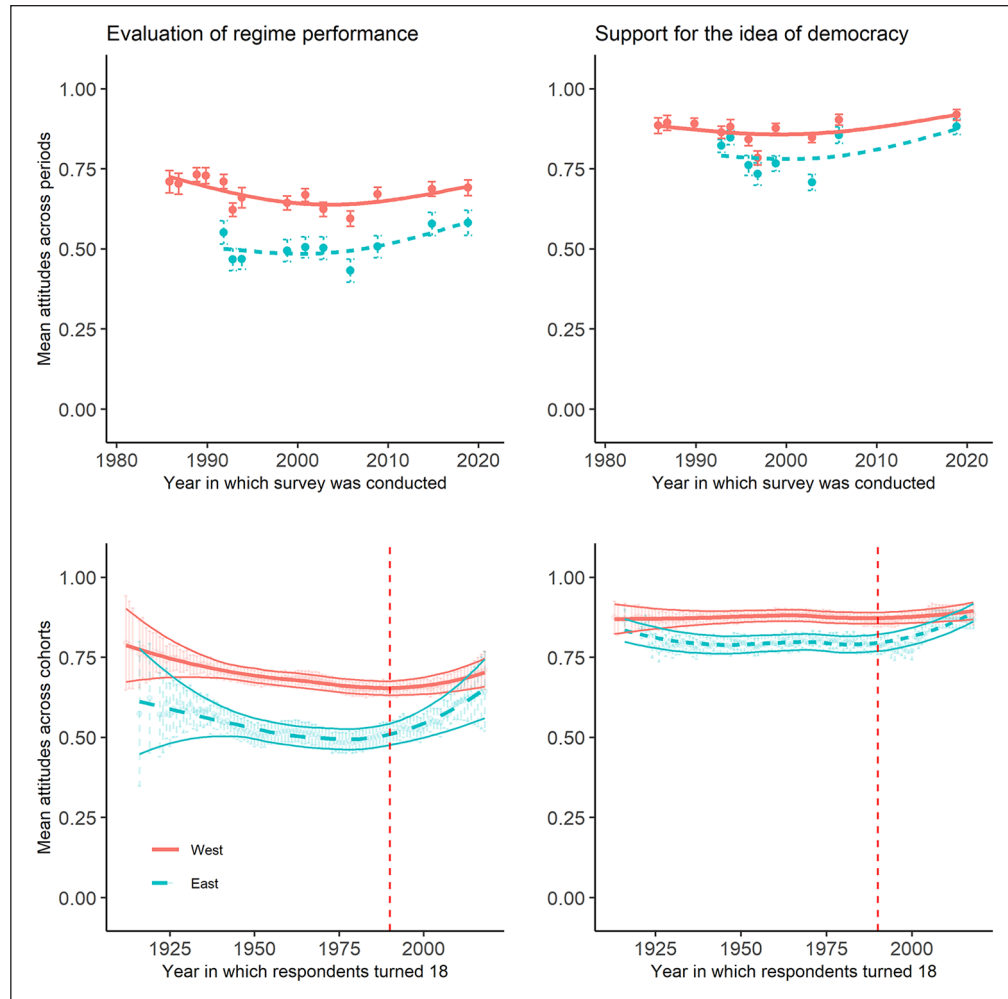 Evaluation of regime performance
Support for the idea of democracy
Mean attitudes across periods
1.00
0.75
0.50
0.25
0.00
1980 1990 2000 2010 2020
Year in which survey was conducted
1.00
0.75
0.50
0.25
0.00
1980 1990 2000 2010 2020
Year in which survey was conducted
Mean attitudes across cohorts
1.00
0.75
0.50
0.25
0.00
West
East
1925 1950 1975 2000
Year in which respondents turned 18
1.00
0.75
0.50
0.25
0.00
1925 1950 1975 2000
Year in which respondents turned 18